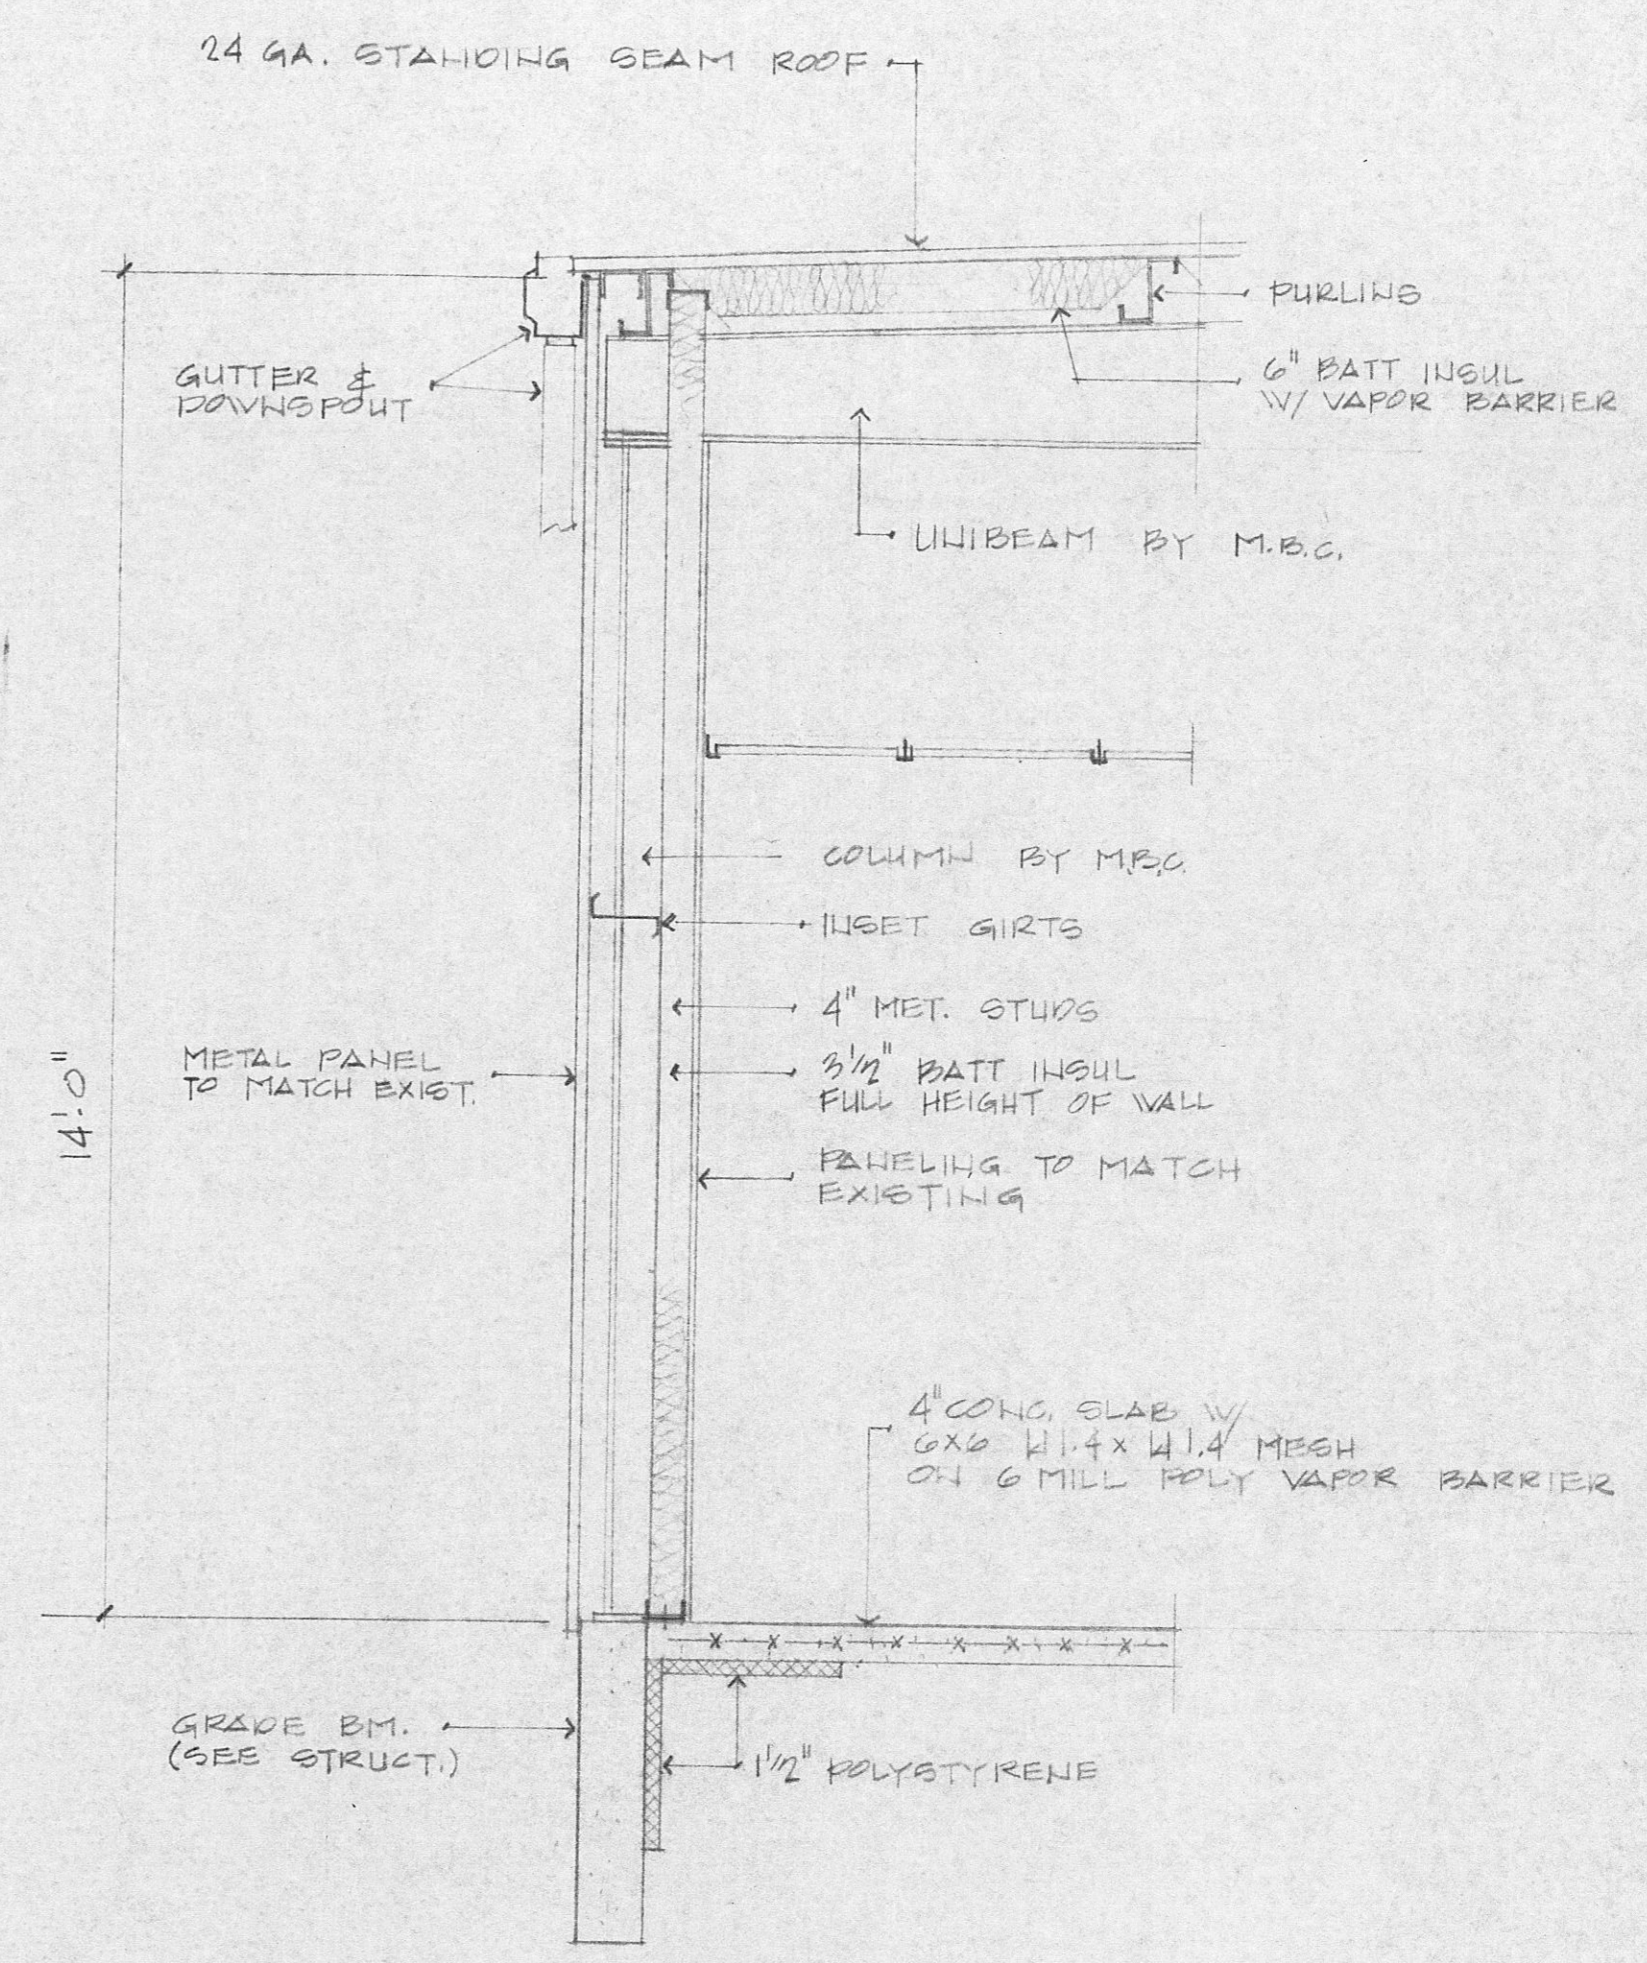 24 GA. STANDING SEAM ROOF
PURLINS
GUTTER &
DOWNSPOUT
6" BATT INSUL
W/ VAPOR BARRIER
UNIBEAM BY M.B.C.
COLUMN BY M.B.C.
INSET GIRTS
4" MET. STUDS
14'-0"
METAL PANEL
TO MATCH EXIST.
3 1/2" BATT INSUL
FULL HEIGHT OF WALL
PANELING TO MATCH
EXISTING
4" CONC. SLAB W/
6X6 W1.4 X W1.4 MESH
ON 6 MILL POLY VAPOR BARRIER
GRADE BM.
(SEE STRUCT.)
1 1/2" POLYSTYRENE